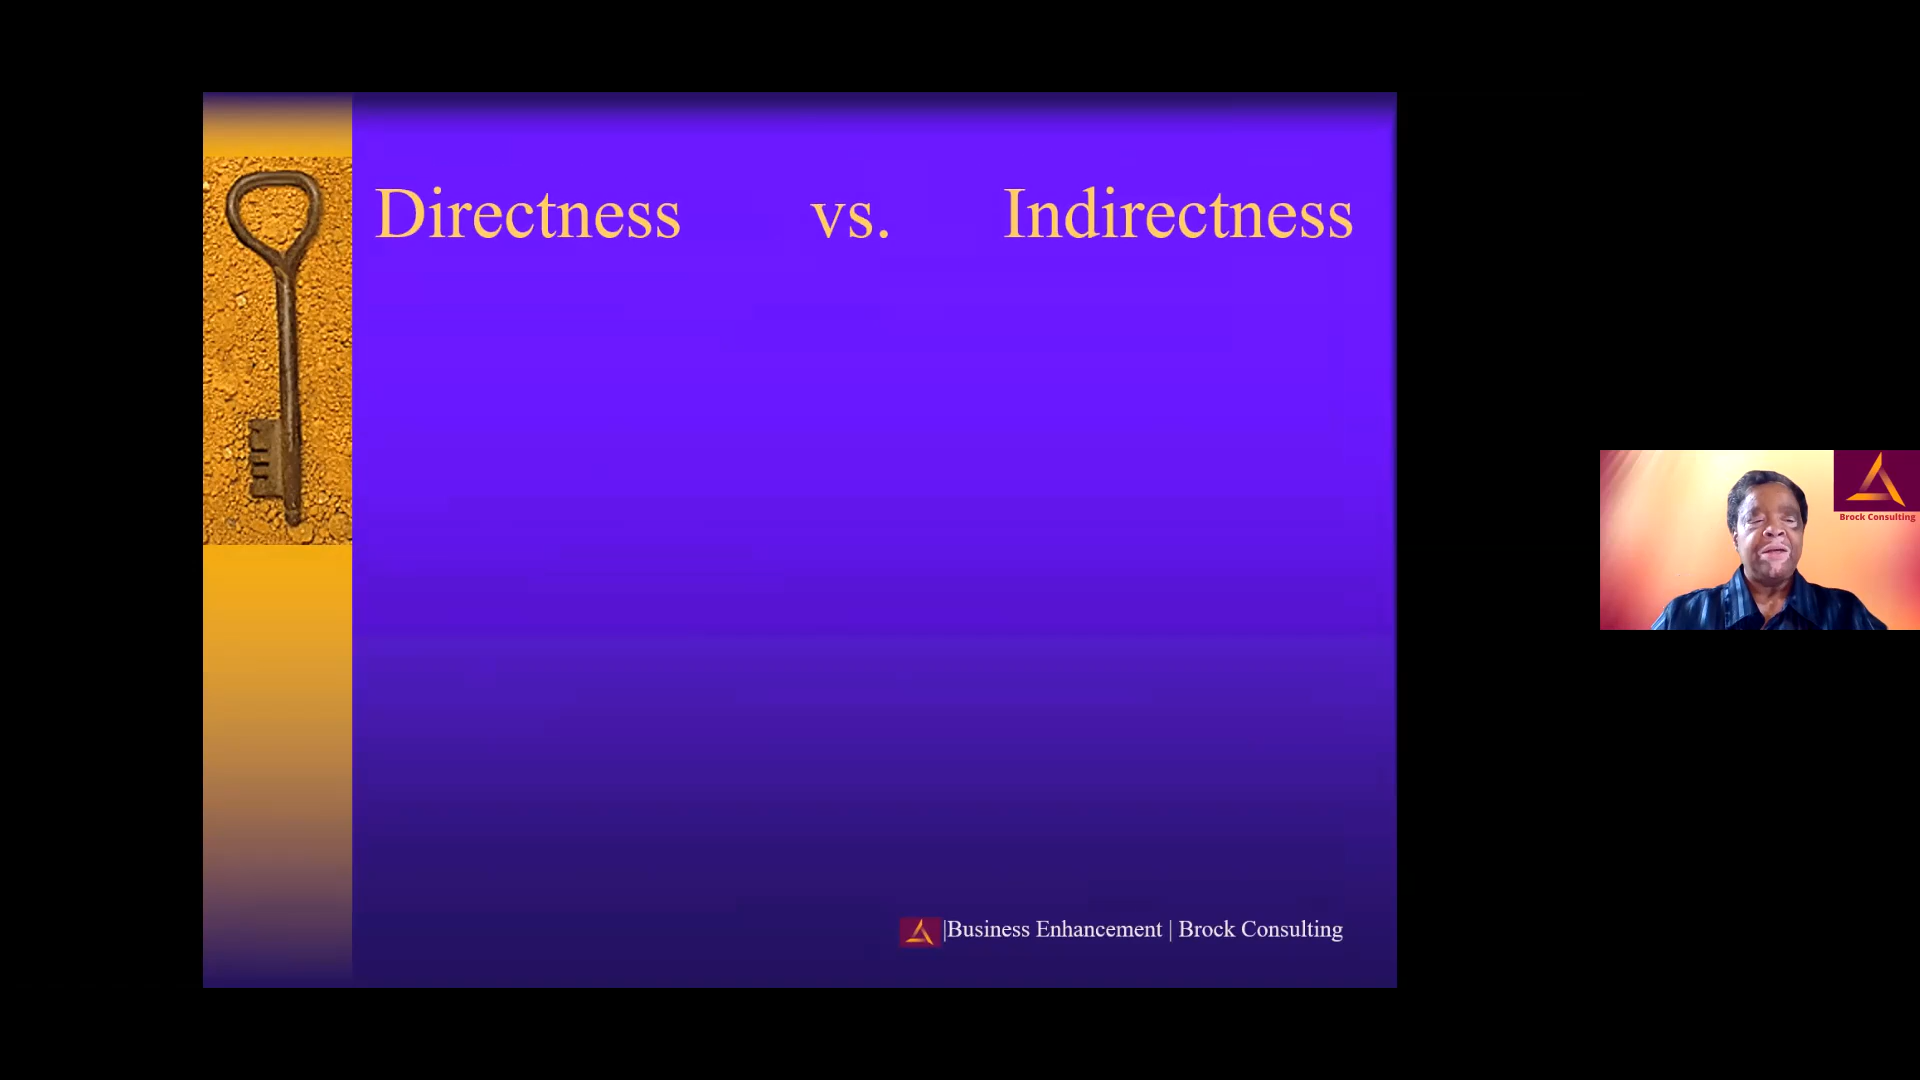 Directness vs. Indirectness
Brock Consulting
|Business Enhancement | Brock Consulting